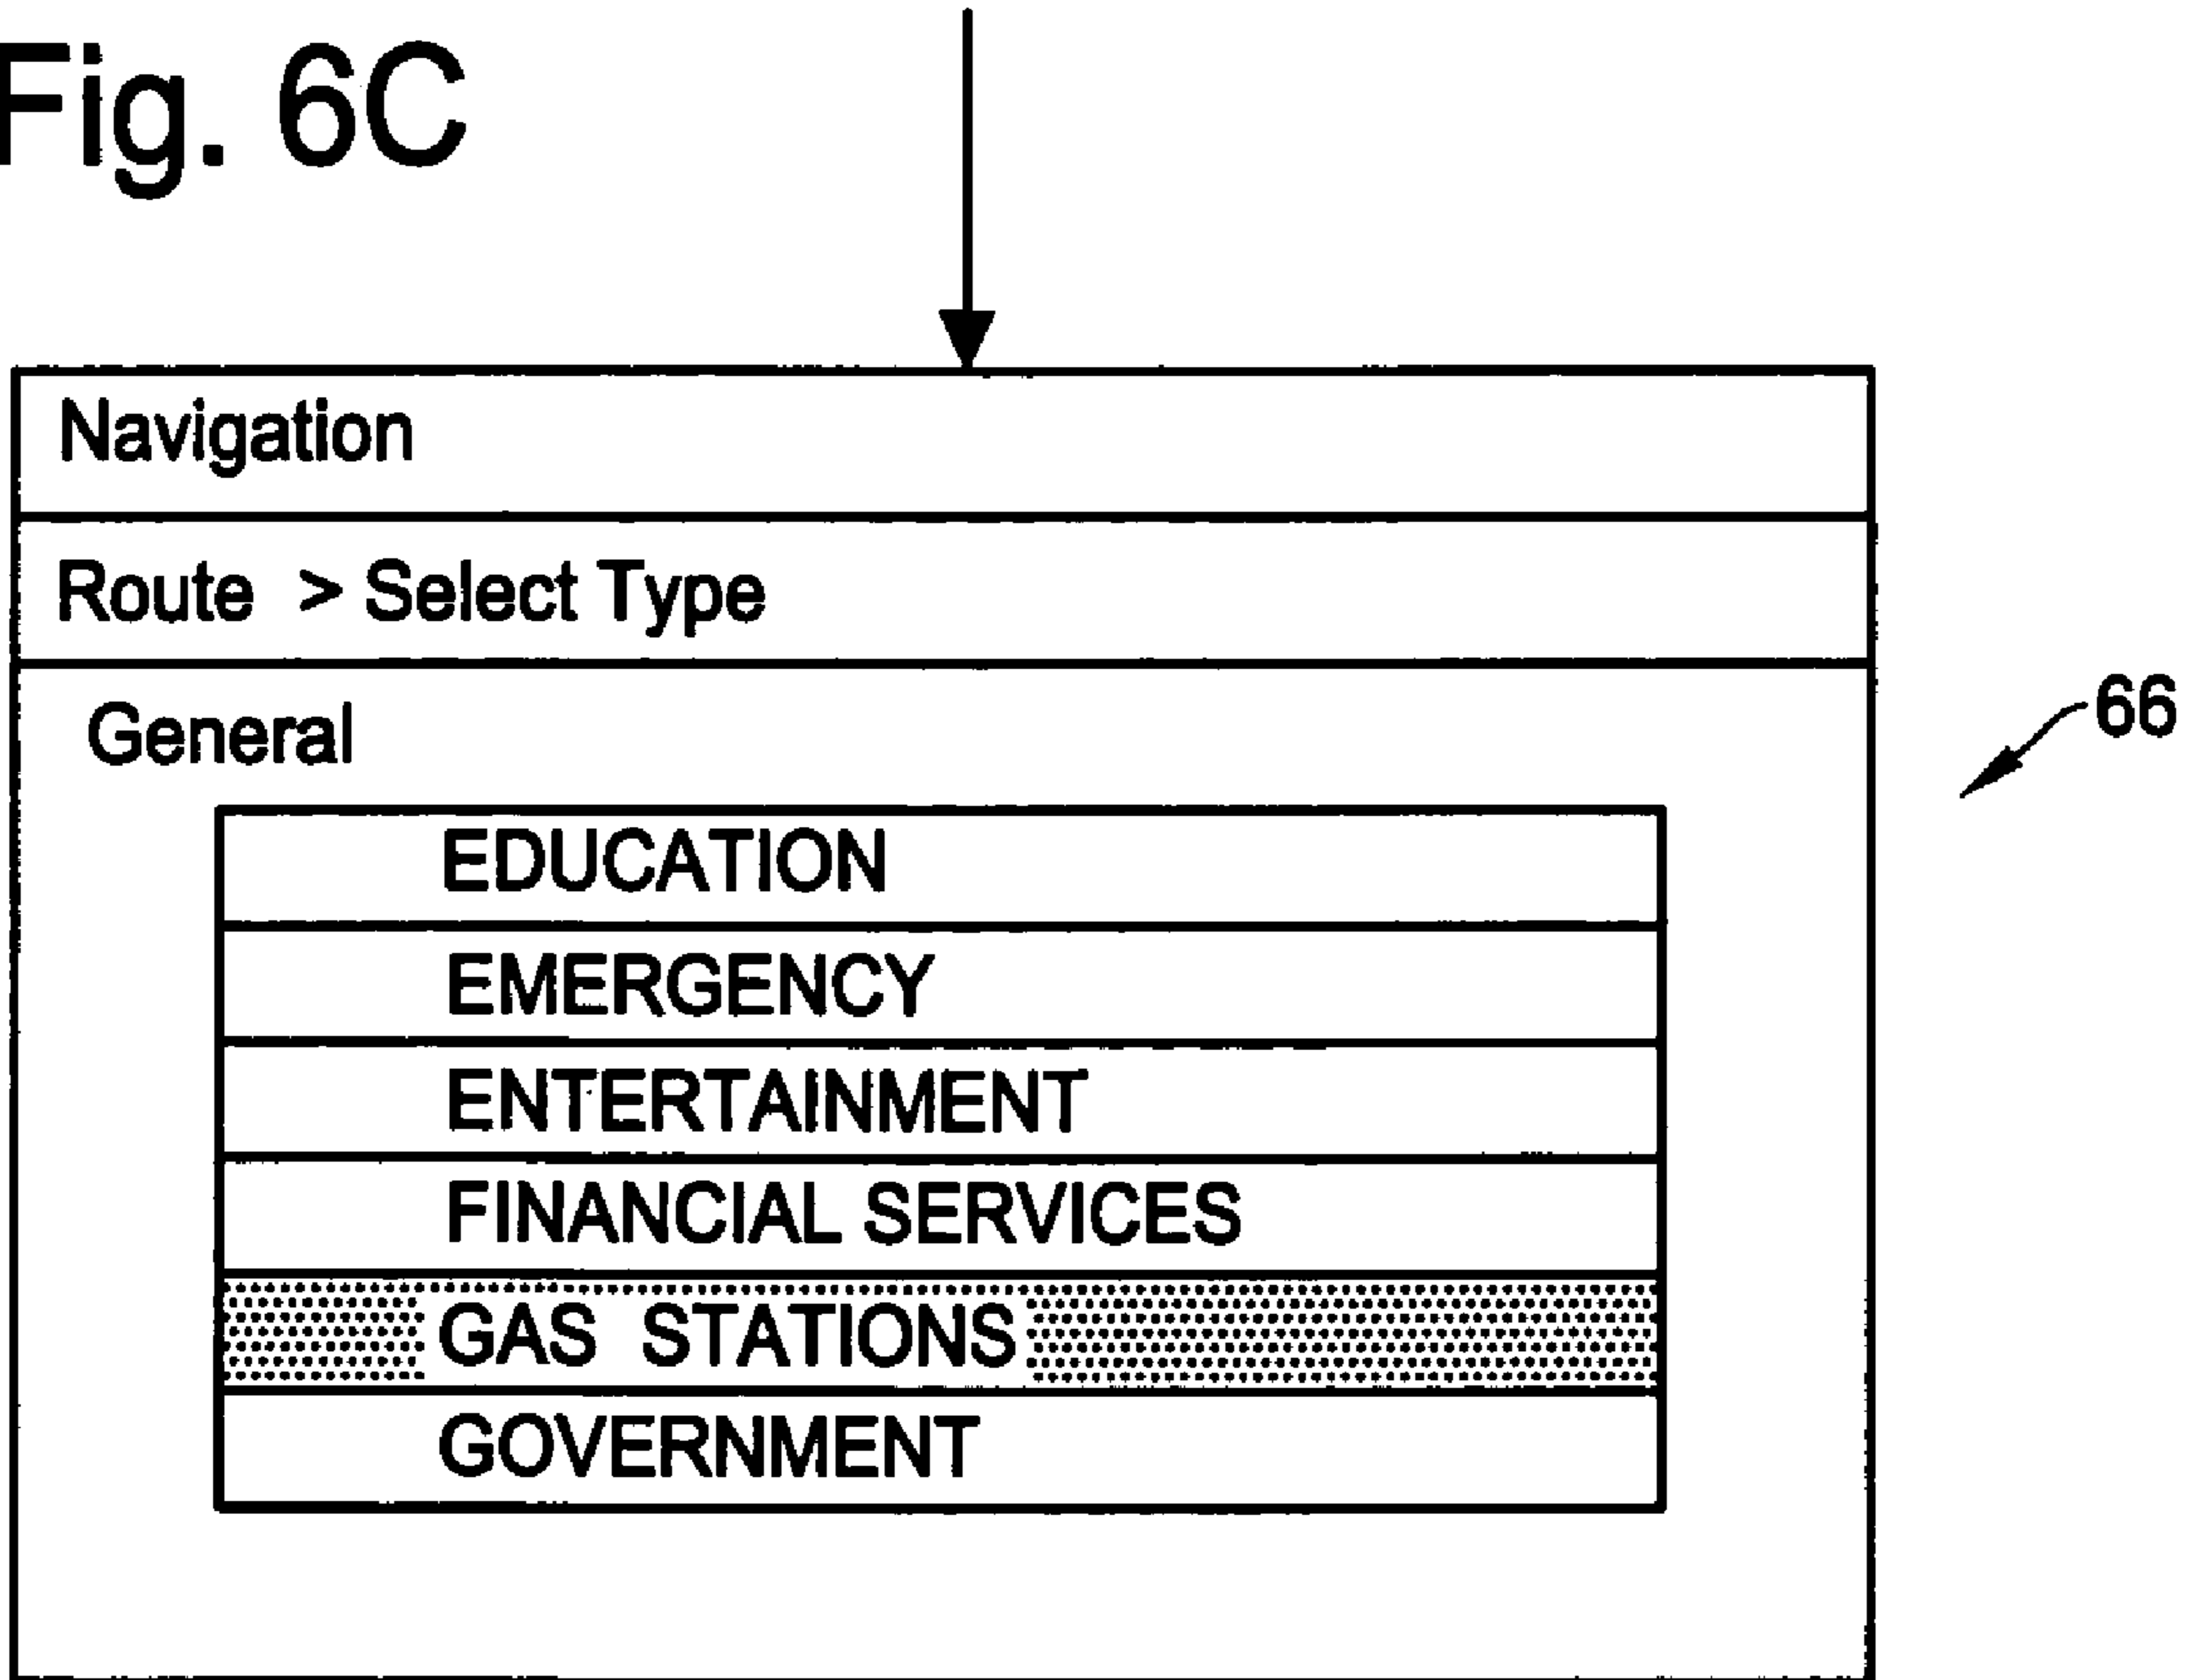 Fig. 6C
Navigation
Route > Select Type
General
66
EDUCATION
EMERGENCY
ENTERTAINMENT
FINANCIAL SERVICES
GAS STATIONS
GOVERNMENT